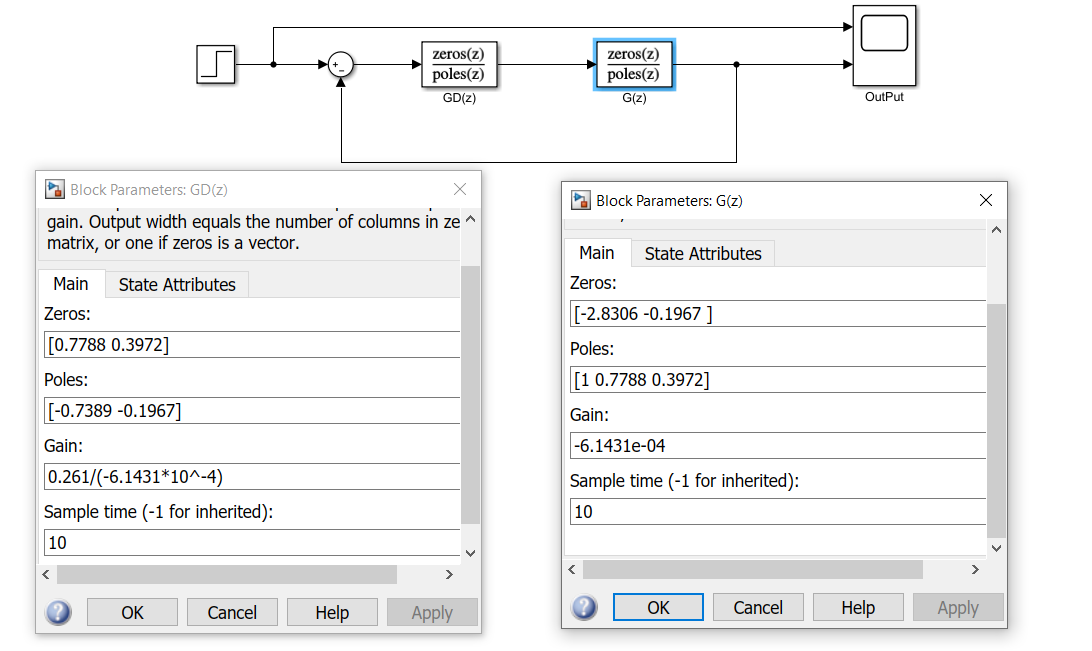 zeros(z)
poles(z)
GD(z)
zeros(z)
poles(z)
G(z)
OutPut
Block Parameters: GD(z)
gain. Output width equals the number of columns in ze
matrix, or one if zeros is a vector.
Main
State Attributes
Zeros:
[0.7788 0.3972]
Poles:
[-0.7389 -0.1967]
Gain:
0.261/(-6.1431*10^-4)
Sample time (-1 for inherited):
10
OK
Cancel
Help
Apply
Block Parameters: G(z)
Main
State Attributes
Zeros:
[-2.8306 -0.1967 ]
Poles:
[1 0.7788 0.3972]
Gain:
-6.1431e-04
Sample time (-1 for inherited):
10
OK
Cancel
Help
Apply